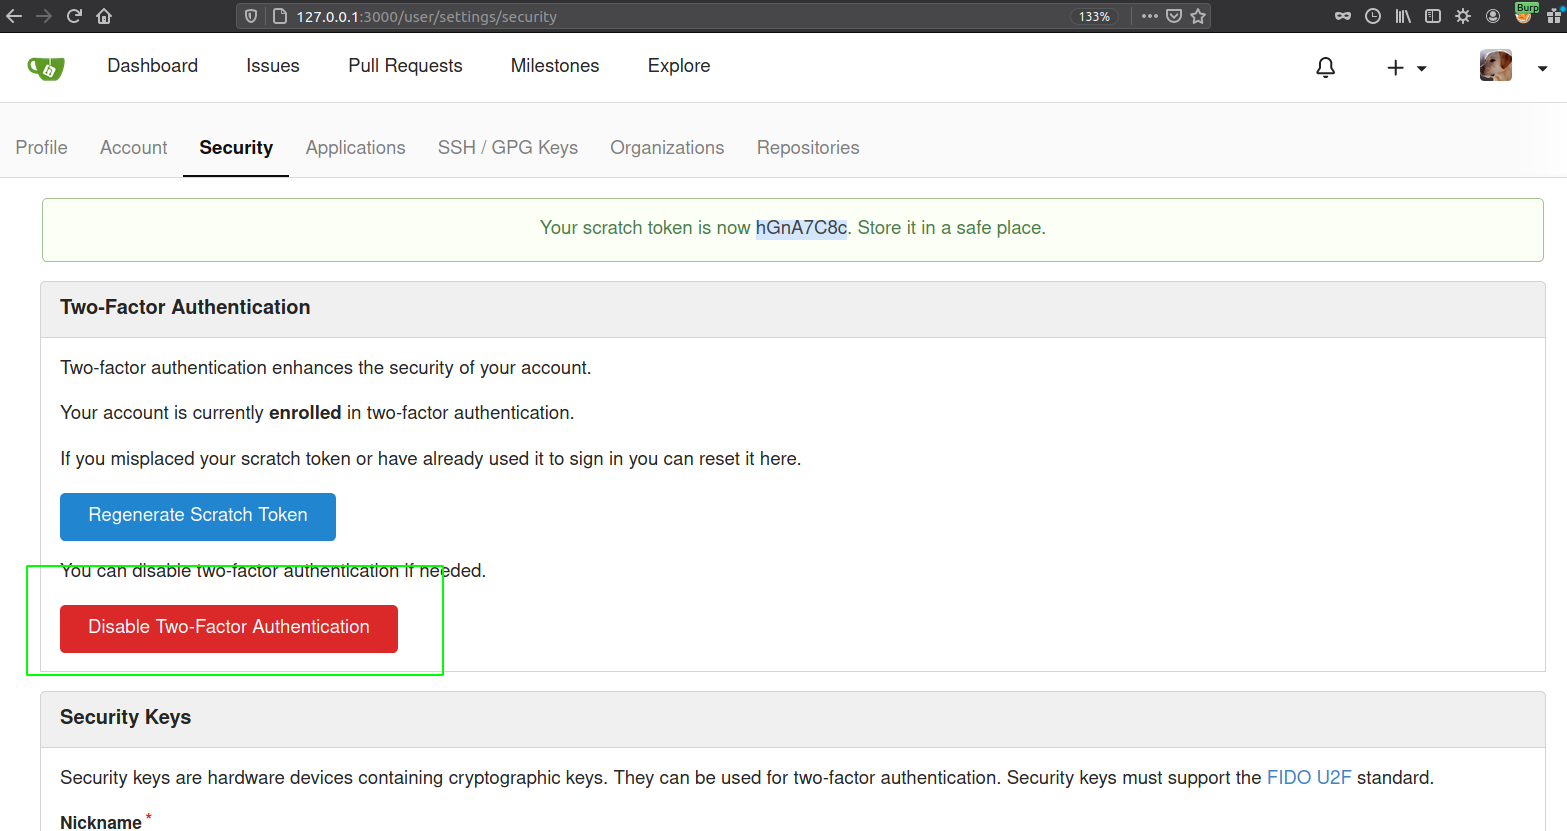 127.0.0.1:3000/user/settings/security 133% Burp
Dashboard Issues Pull Requests Milestones Explore
Profile Account Security Applications SSH / GPG Keys Organizations Repositories
Your scratch token is now hGnA7C8c. Store it in a safe place.
Two-Factor Authentication
Two-factor authentication enhances the security of your account.
Your account is currently enrolled in two-factor authentication.
If you misplaced your scratch token or have already used it to sign in you can reset it here.
Regenerate Scratch Token
You can disable two-factor authentication if needed.
Disable Two-Factor Authentication
Security Keys
Security keys are hardware devices containing cryptographic keys. They can be used for two-factor authentication. Security keys must support the FIDO U2F standard.
Nickname *